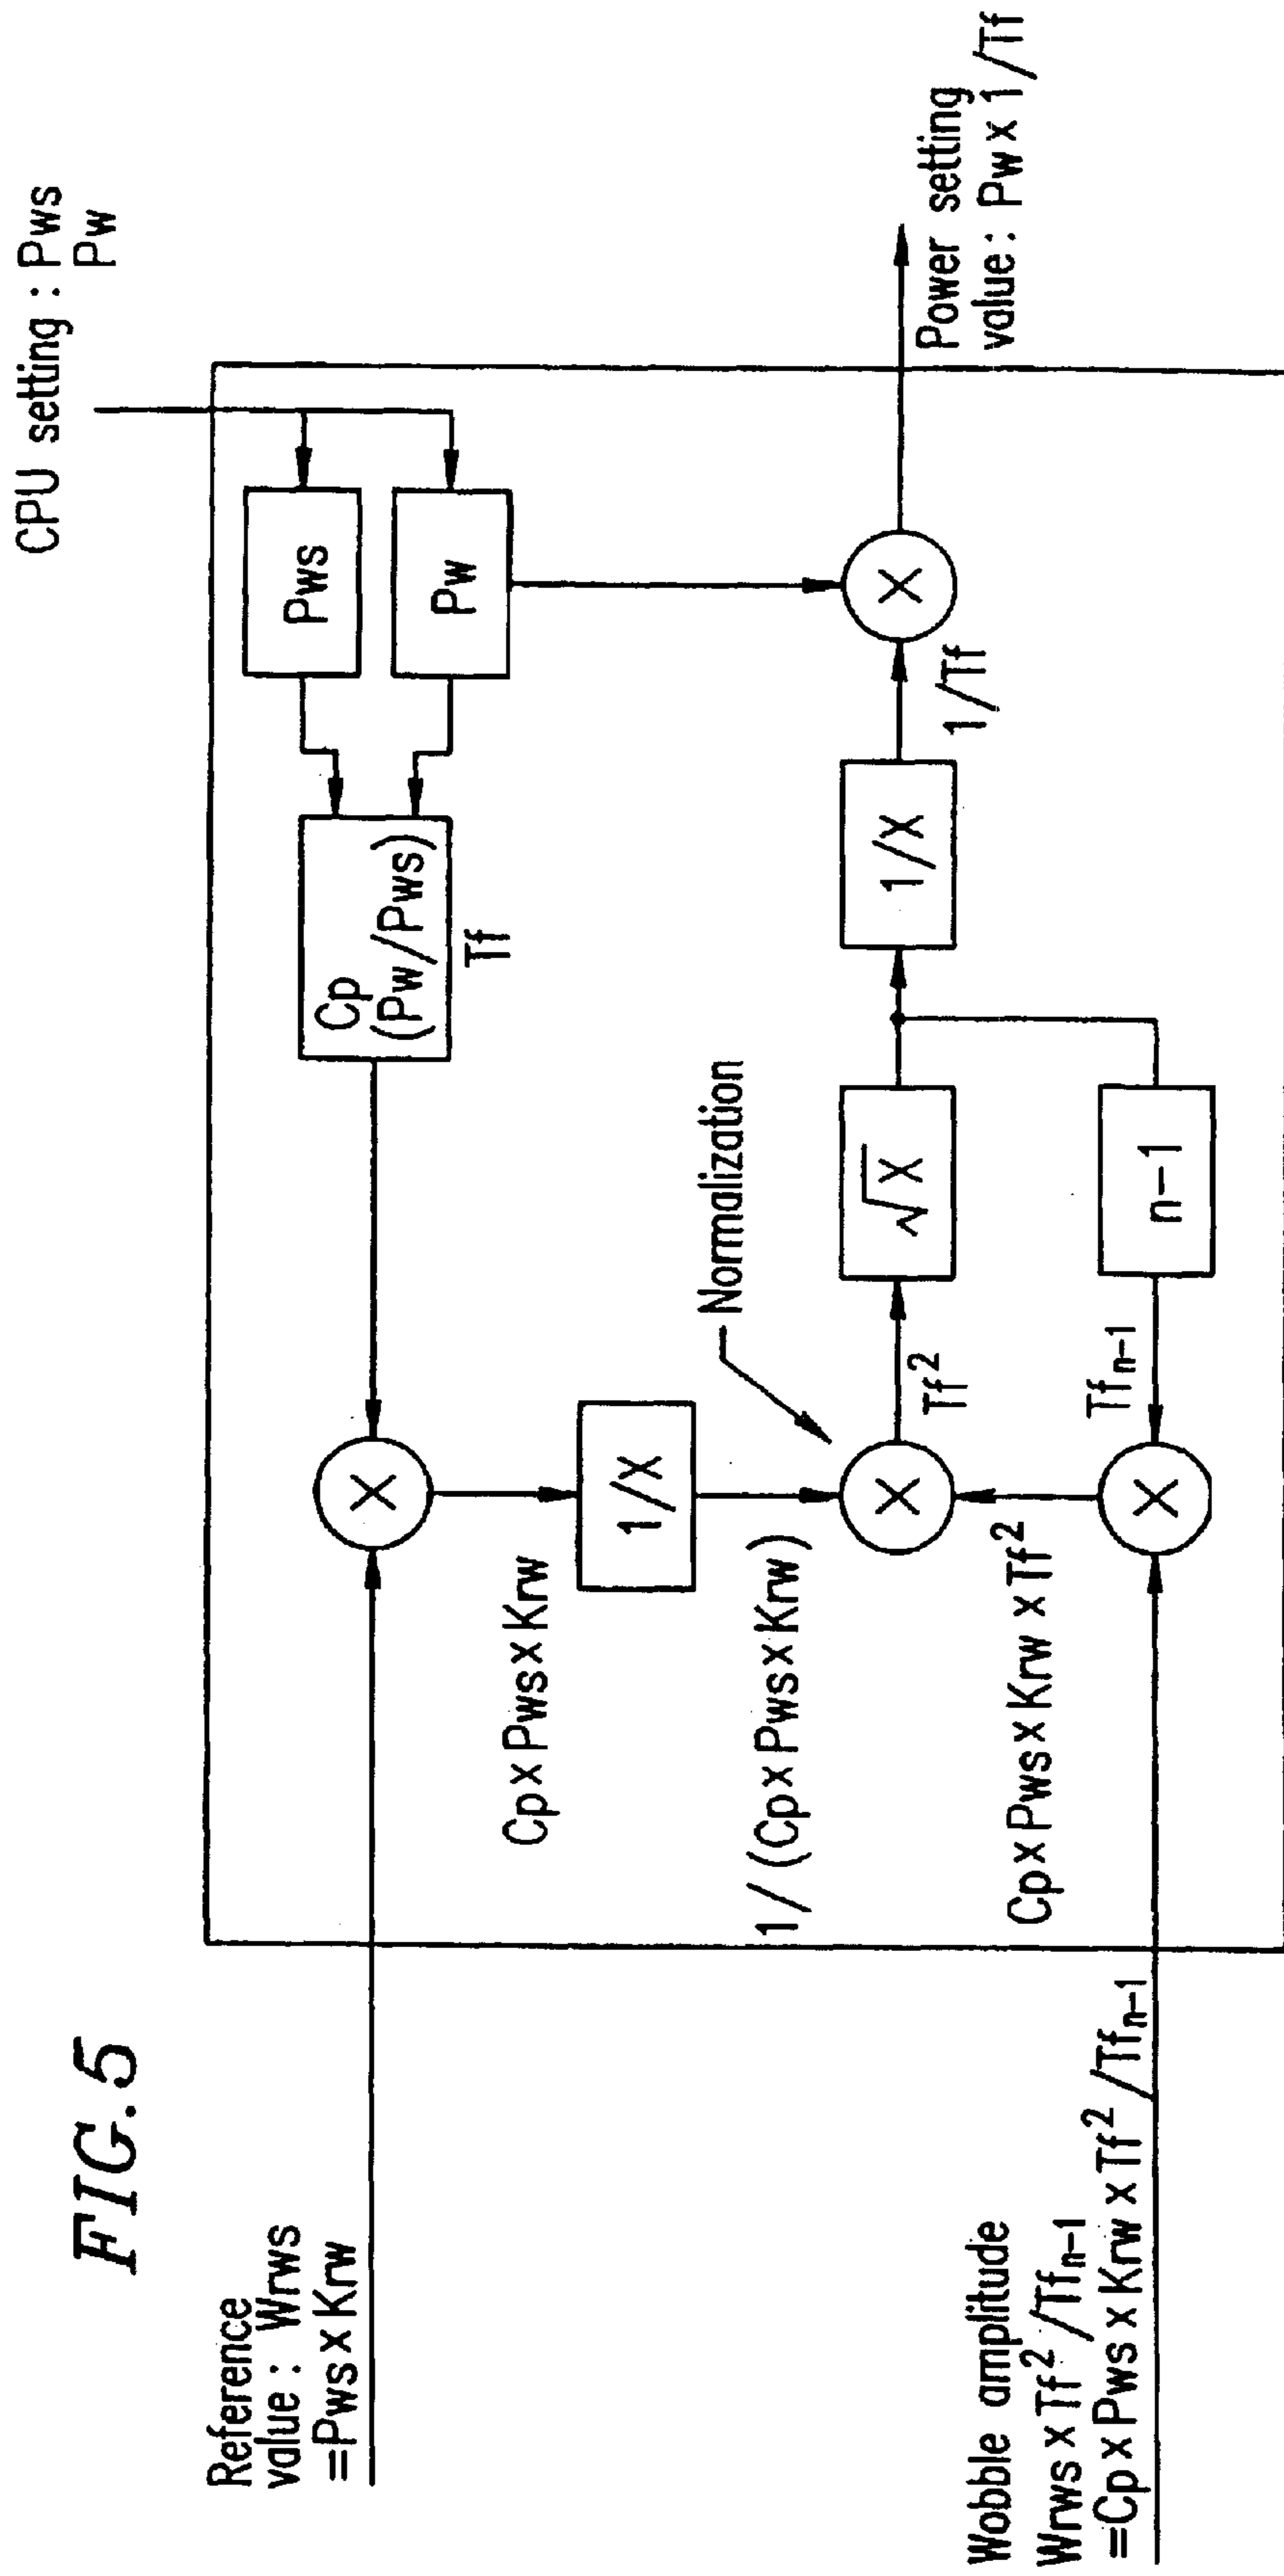 FIG.5
CPU setting : Pws
Pw
Reference
value : Wrws
=Pws x Krw
Pws
Pw
Cp
(Pw/Pws)
Tf
X
Cp x Pws x Krw
1/X
1/(Cp x Pws x Krw)
Normalization
X
Tf²
√X
1/X
1/Tf
X
Power setting
value : Pw x 1/Tf
Cp x Pws x Krw x Tf²
n-1
Tfn-1
X
Wobble amplitude
Wrws x Tf²/Tfn-1
=Cp x Pws x Krw x Tf²/Tfn-1